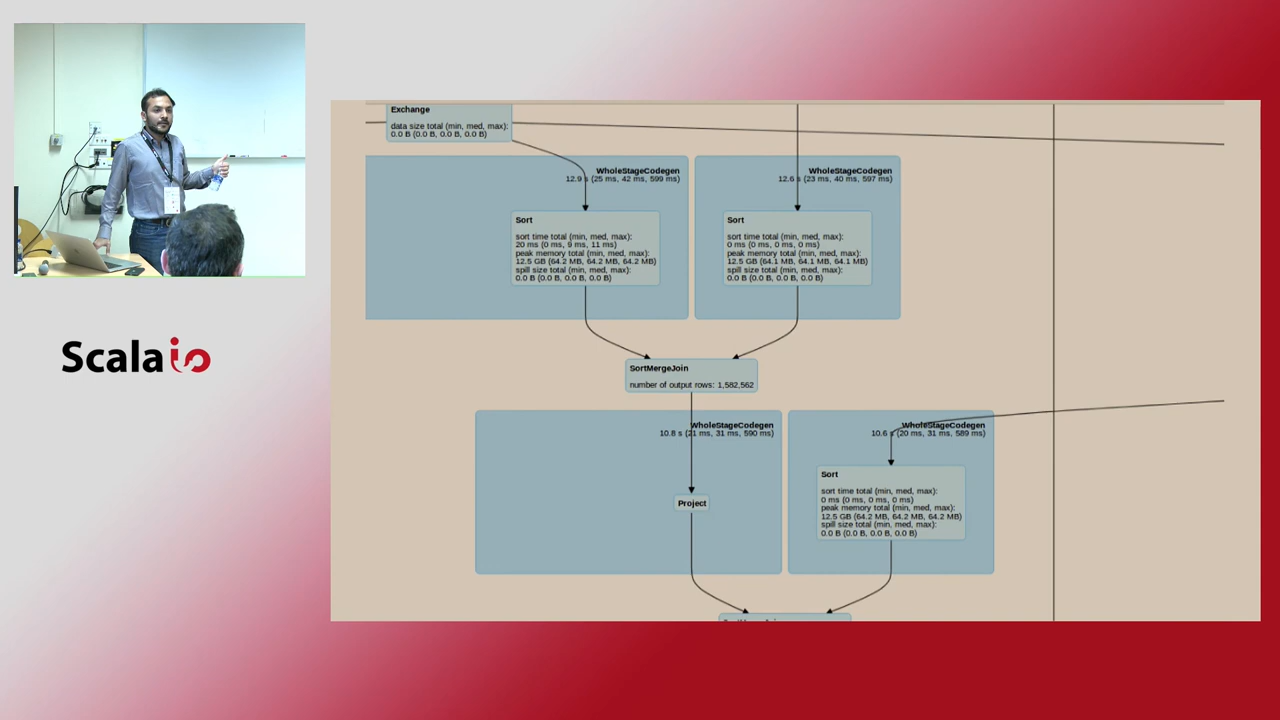 Scala io
Exchange
data size total (min, med, max):
0.0 B (0.0 B, 0.0 B, 0.0 B)
WholeStageCodegen
12.9 s (25 ms, 42 ms, 599 ms)
Sort
sort time total (min, med, max):
20 ms (0 ms, 9 ms, 11 ms)
peak memory total (min, med, max):
12.5 GB (64.2 MB, 64.2 MB, 64.2 MB)
spill size total (min, med, max):
0.0 B (0.0 B, 0.0 B, 0.0 B)
WholeStageCodegen
12.6 s (23 ms, 40 ms, 597 ms)
Sort
sort time total (min, med, max):
0 ms (0 ms, 0 ms, 0 ms)
peak memory total (min, med, max):
12.5 GB (64.1 MB, 64.1 MB, 64.1 MB)
spill size total (min, med, max):
0.0 B (0.0 B, 0.0 B, 0.0 B)
SortMergeJoin
number of output rows: 1,582,562
WholeStageCodegen
10.8 s (21 ms, 31 ms, 590 ms)
Project
WholeStageCodegen
10.6 s (20 ms, 31 ms, 589 ms)
Sort
sort time total (min, med, max):
0 ms (0 ms, 0 ms, 0 ms)
peak memory total (min, med, max):
12.5 GB (64.2 MB, 64.2 MB, 64.2 MB)
spill size total (min, med, max):
0.0 B (0.0 B, 0.0 B, 0.0 B)